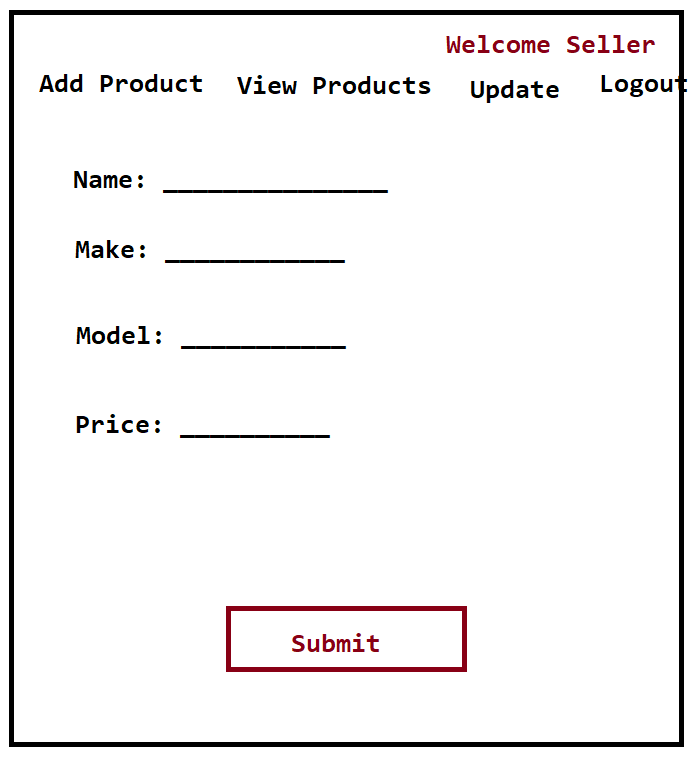 Welcome Seller
Add Product View Products Update Logout
Name: _______________
Make: ____________
Model: ___________
Price: __________
Submit